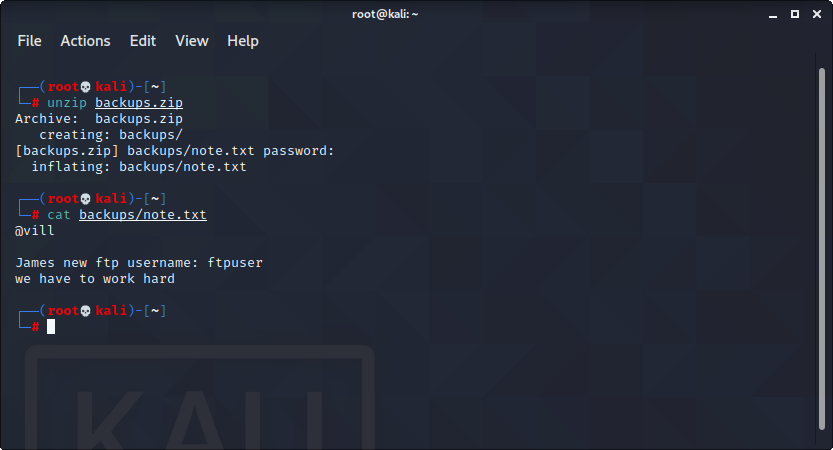 root@kali: ~
File Actions Edit View Help
┌──(root💀kali)-[~]
└─# unzip backups.zip
Archive:  backups.zip
   creating: backups/
[backups.zip] backups/note.txt password:
  inflating: backups/note.txt
┌──(root💀kali)-[~]
└─# cat backups/note.txt
@vill
James new ftp username: ftpuser
we have to work hard
┌──(root💀kali)-[~]
└─#
KALI